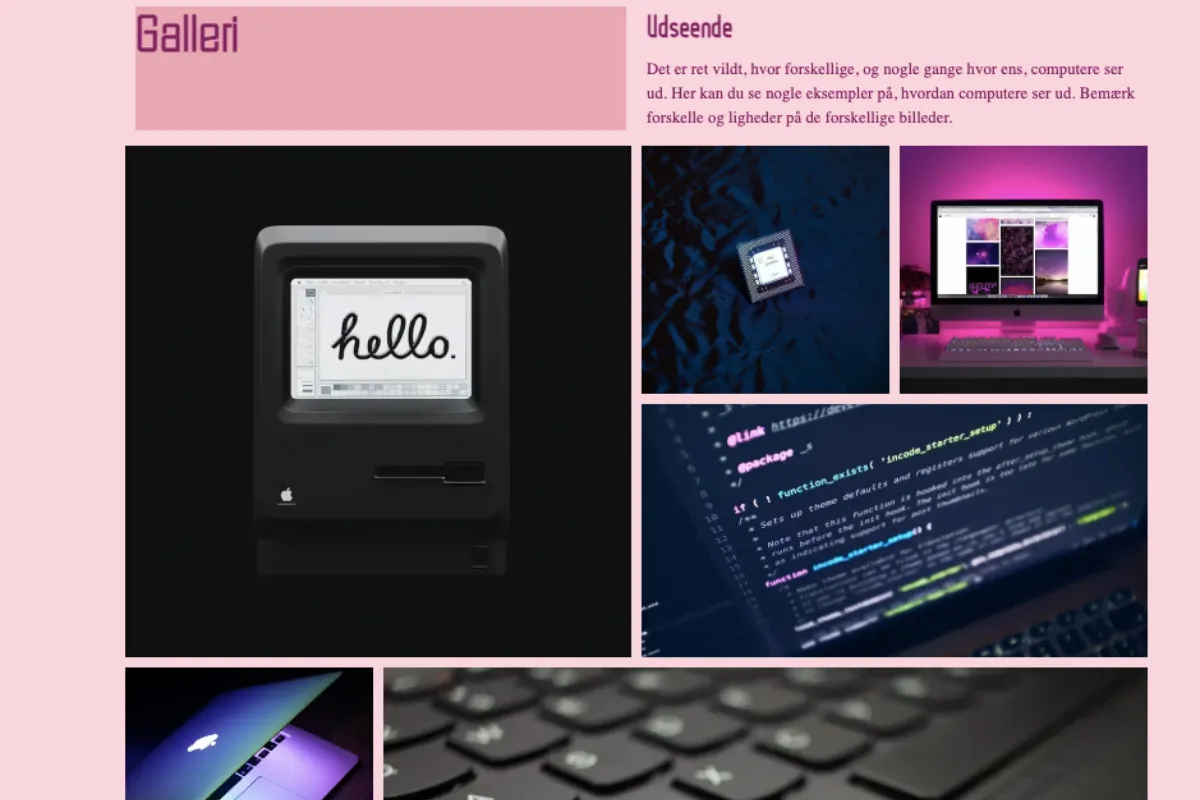 Galleri
Udseende
Det er ret vildt, hvor forskellige, og nogle gange hvor ens, computere ser
ud. Her kan du se nogle eksempler på, hvordan computere ser ud. Bemærk
forskelle og ligheder på de forskellige billeder.
hello.
* @link https://deve
* @package _s
*/
if ( ! function_exists( 'incode_starter_setup' ) ) :
/**
* Sets up theme defaults and registers support for various WordPress
* Note that this function is hooked into the after_setup_theme hook, which
* runs before the init hook. The init hook is too late for some features,
* as indicating support for post thumbnails.
*/
function incode_starter_setup() {